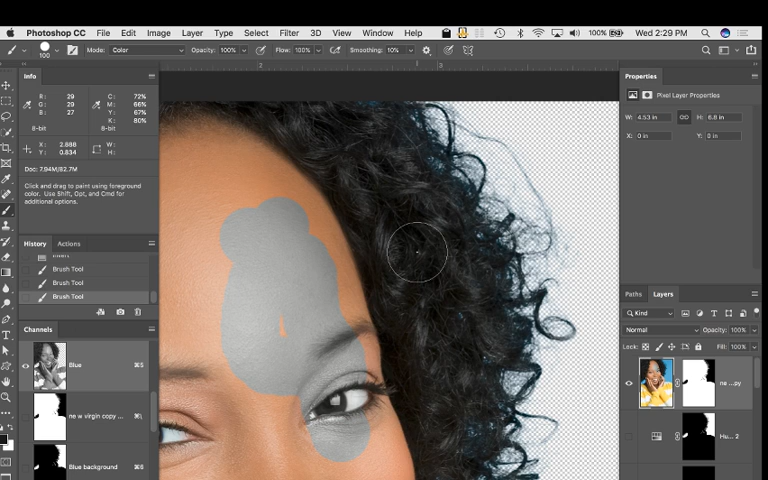 Photoshop CC File Edit Image Layer Type Select Filter 3D View Window Help 100% Wed 2:29 PM
100 Mode: Color Opacity: 100% Flow: 100% Smoothing: 10%
2 3
Info
R: 29 C: 72%
G: 29 M: 66%
B: 27 Y: 67%
K: 80%
8-bit 8-bit
X: 2.888 W:
Y: 0.834 H:
Doc: 7.94M/82.7M
Click and drag to paint using foreground
color. Use Shift, Opt, and Cmd for
additional options.
History Actions
Brush Tool
Brush Tool
Brush Tool
Channels
Blue ⌘5
ne w virgin copy ...
Blue background ⌘6
Properties
Pixel Layer Properties
W: 4.53 in H: 6.8 in
X: 0 in Y: 0 in
Paths Layers
Kind
Normal Opacity: 100%
Lock: Fill: 100%
ne ...py
Hu... 2